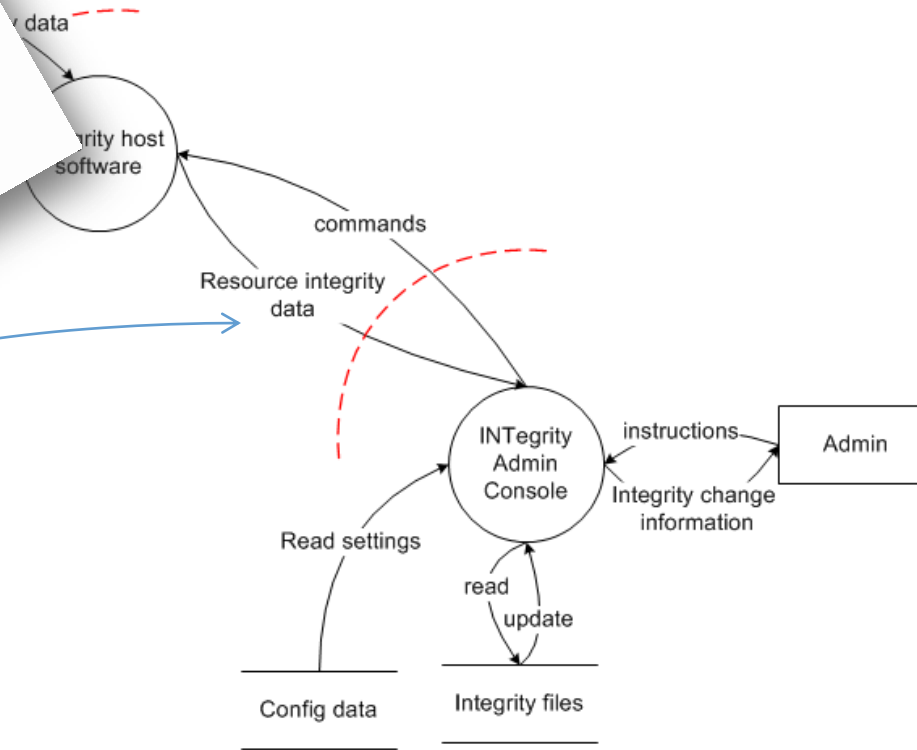 data
host
software
commands
Resource integrity
data
INTegrity
Admin
Console
instructions
Admin
Integrity change
information
Read settings
read
update
Config data
Integrity files